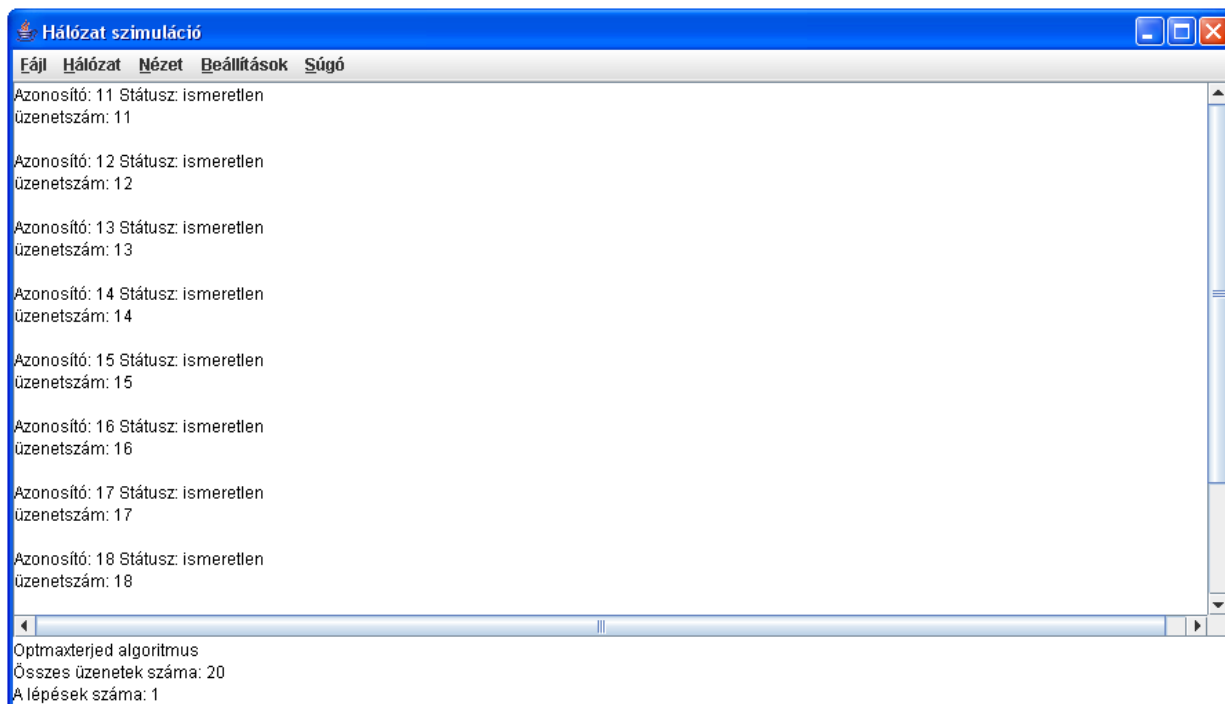 Hálózat szimuláció
Fájl Hálózat Nézet Beállítások Súgó
Azonosító: 11 Státusz: ismeretlen
üzenetszám: 11
Azonosító: 12 Státusz: ismeretlen
üzenetszám: 12
Azonosító: 13 Státusz: ismeretlen
üzenetszám: 13
Azonosító: 14 Státusz: ismeretlen
üzenetszám: 14
Azonosító: 15 Státusz: ismeretlen
üzenetszám: 15
Azonosító: 16 Státusz: ismeretlen
üzenetszám: 16
Azonosító: 17 Státusz: ismeretlen
üzenetszám: 17
Azonosító: 18 Státusz: ismeretlen
üzenetszám: 18
Optmaxterjed algoritmus
Összes üzenetek száma: 20
A lépések száma: 1